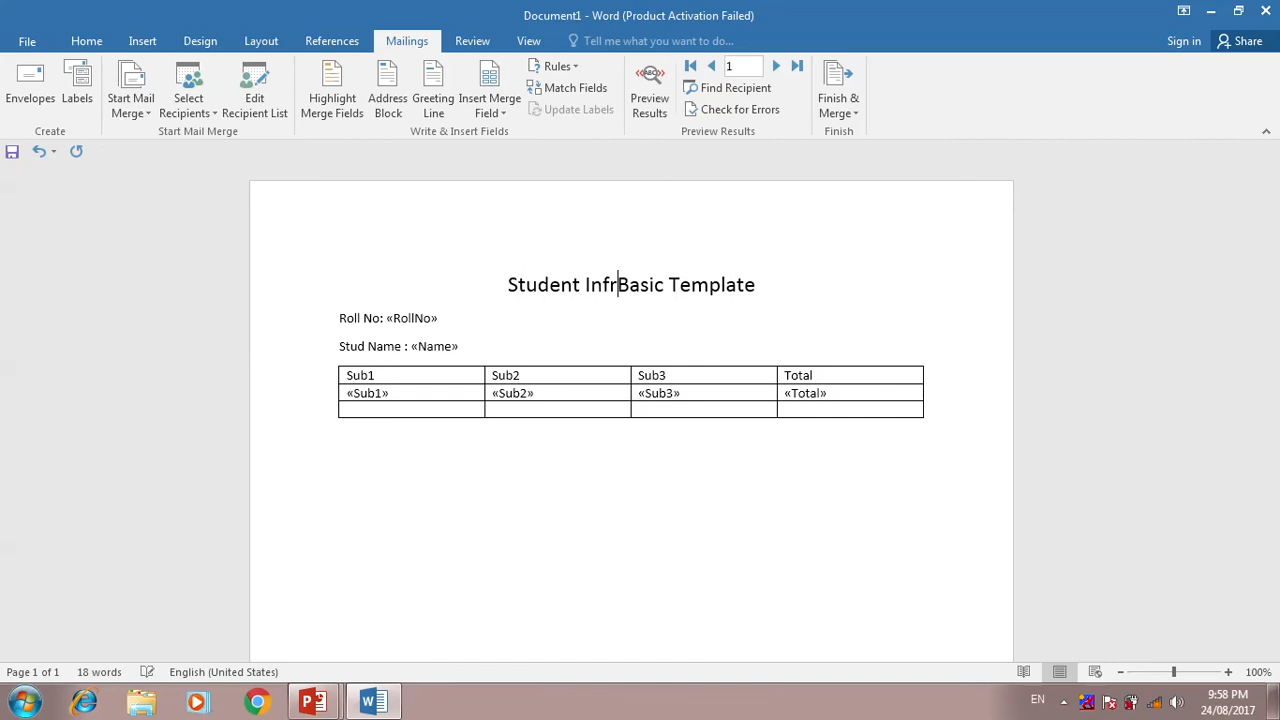 Document1 - Word (Product Activation Failed)
File Home Insert Design Layout References Mailings Review View Tell me what you want to do... Sign in Share
Envelopes
Labels
Create
Start Mail Merge
Select Recipients
Edit Recipient List
Start Mail Merge
Highlight Merge Fields
Address Block
Greeting Line
Insert Merge Field
Rules
Match Fields
Update Labels
Write & Insert Fields
ABC
Preview Results
1
Find Recipient
Check for Errors
Preview Results
Finish & Merge
Finish
Student InfrBasic Template
Roll No: «RollNo»
Stud Name : «Name»
Sub1 Sub2 Sub3 Total
«Sub1» «Sub2» «Sub3» «Total»
Page 1 of 1 18 words English (United States) 100%
EN 9:58 PM
24/08/2017